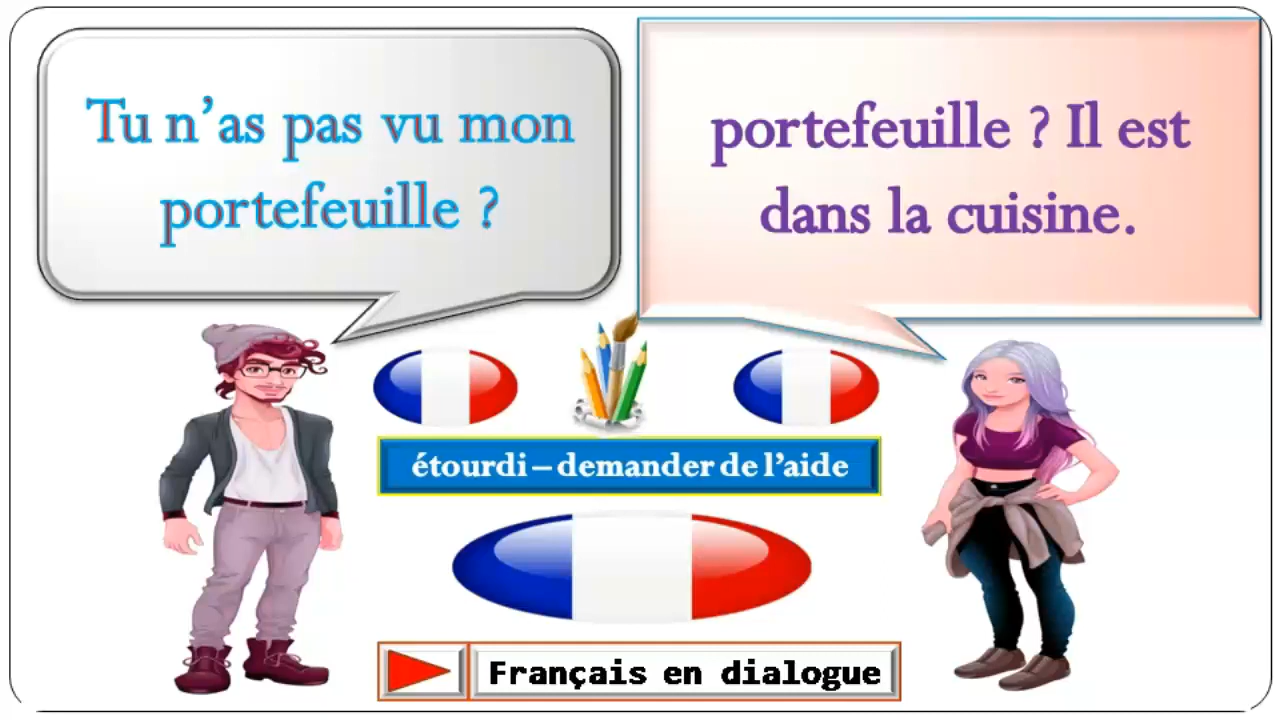 Tu n’as pas vu mon
portefeuille ?
portefeuille ? Il est
dans la cuisine.
étourdi – demander de l’aide
Français en dialogue